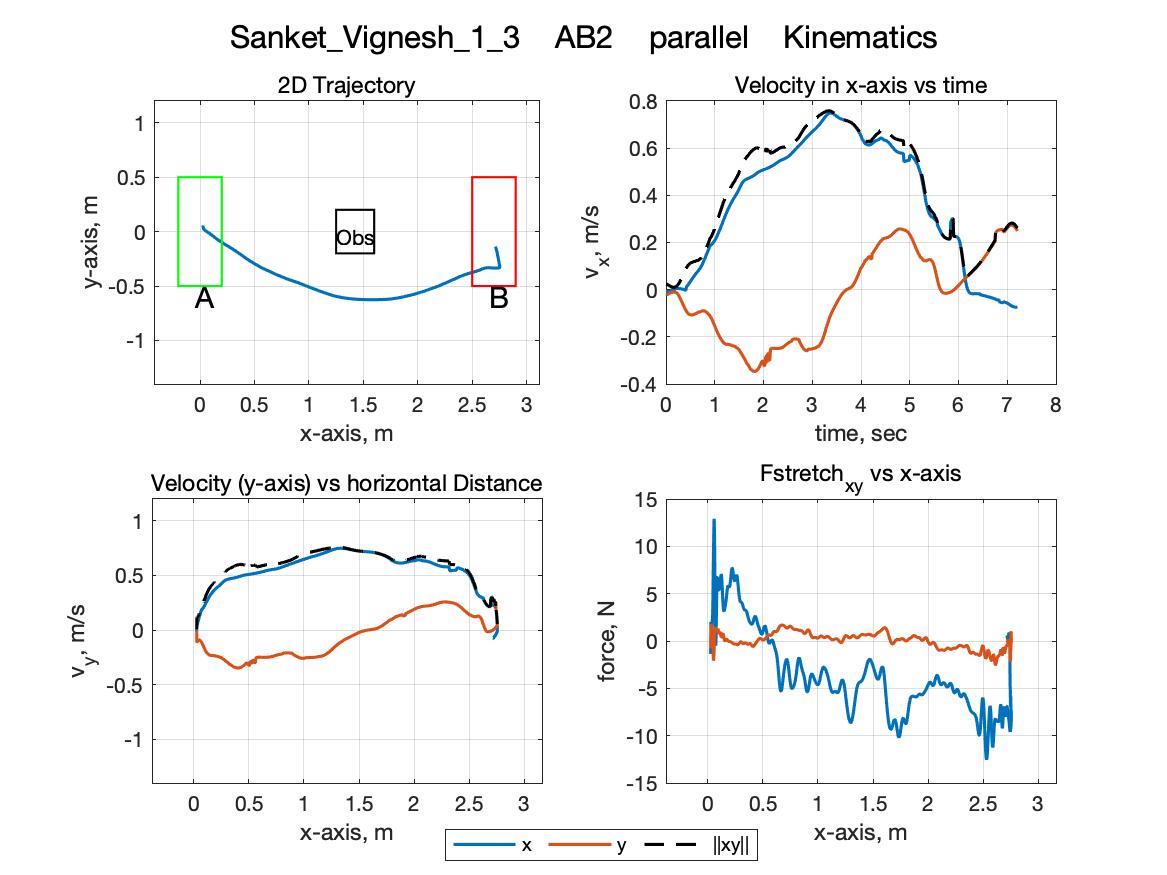 Sanket_Vignesh_1_3 AB2 parallel Kinematics
2D Trajectory
1
0.5
0
-0.5
-1
y-axis, m
Obs
A
B
0 0.5 1 1.5 2 2.5 3
x-axis, m
Velocity in x-axis vs time
0.8
0.6
0.4
0.2
0
-0.2
-0.4
vx, m/s
0 1 2 3 4 5 6 7 8
time, sec
Velocity (y-axis) vs horizontal Distance
1
0.5
0
-0.5
-1
vy, m/s
0 0.5 1 1.5 2 2.5 3
x-axis, m
Fstretchxy vs x-axis
15
10
5
0
-5
-10
-15
force, N
0 0.5 1 1.5 2 2.5 3
x-axis, m
x y ||xy||